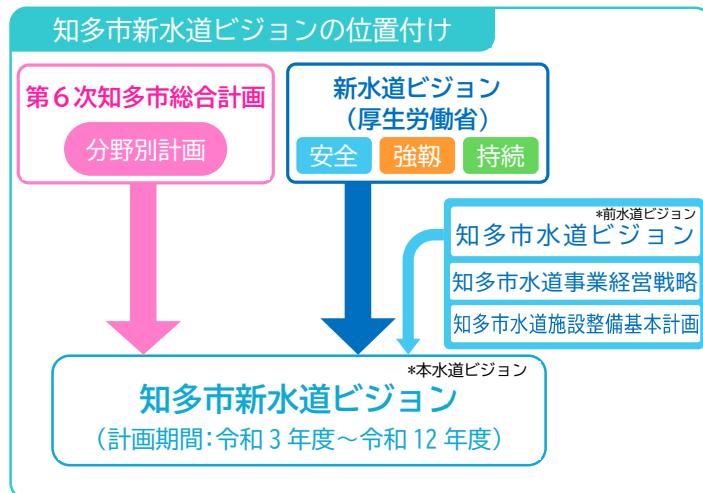 知多市新水道ビジョンの位置付け
第6次知多市総合計画
分野別計画
新水道ビジョン
（厚生労働省）
安全
強靱
持続
*前水道ビジョン
知多市水道ビジョン
知多市水道事業経営戦略
知多市水道施設整備基本計画
*本水道ビジョン
知多市新水道ビジョン
（計画期間：令和3年度～令和12年度）